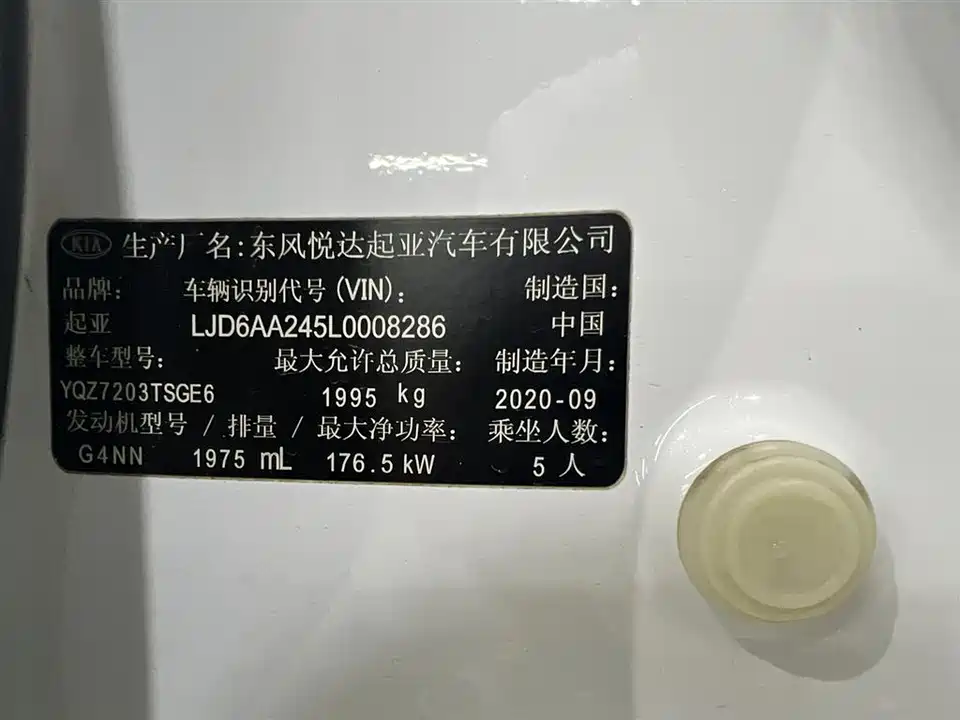 KIA 生产厂名:东风悦达起亚汽车有限公司
品牌: 车辆识别代号(VIN): 制造国:
起亚 LJD6AA245L0008286 中国
整车型号: 最大允许总质量: 制造年月:
YQZ7203TSGE6 1995 kg 2020-09
发动机型号 / 排量 / 最大净功率: 乘坐人数:
G4NN 1975 mL 176.5 kW 5 人